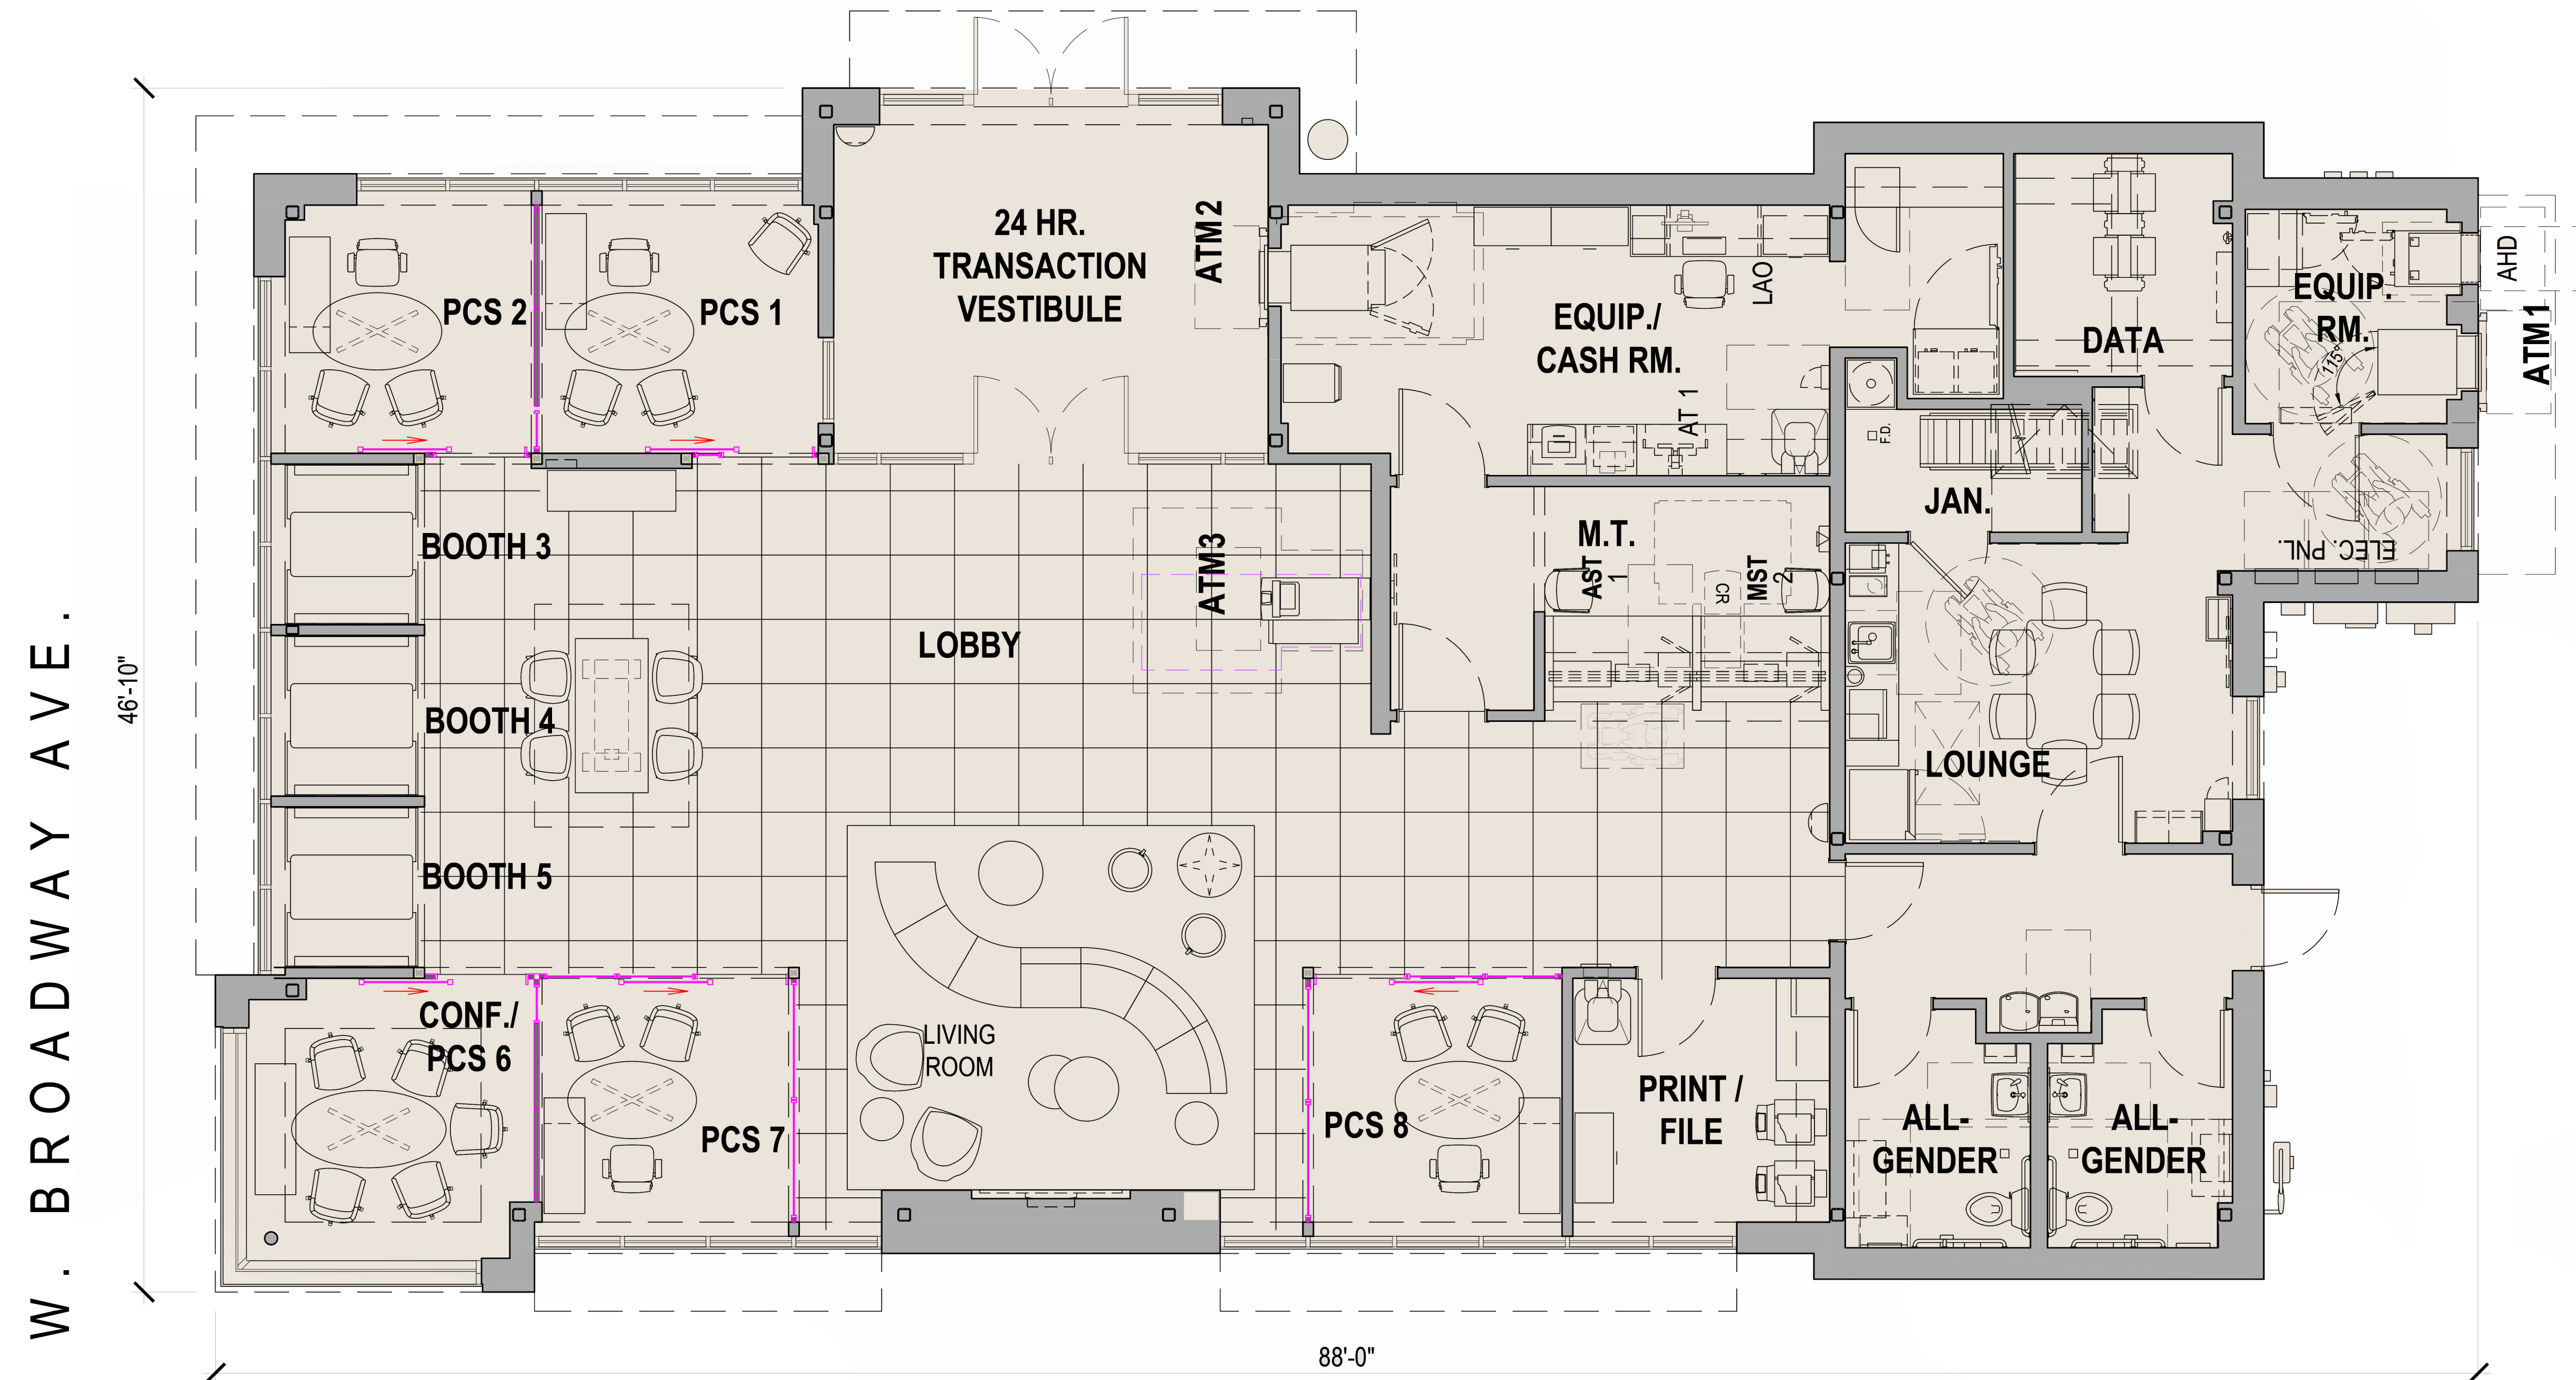 W. BROADWAY AVE.
46'-10"
88'-0"
PCS 2
PCS 1
24 HR.
TRANSACTION
VESTIBULE
ATM2
EQUIP./
CASH RM.
LAO
AT 1
DATA
EQUIP.
RM.
115°
AHD
ATM1
F.D.
JAN.
ELEC. PNL.
BOOTH 3
BOOTH 4
BOOTH 5
LOBBY
ATM3
M.T.
AST
1
CR
MST
2
LOUNGE
CONF./
PCS 6
PCS 7
LIVING
ROOM
PCS 8
PRINT /
FILE
ALL-
GENDER
ALL-
GENDER